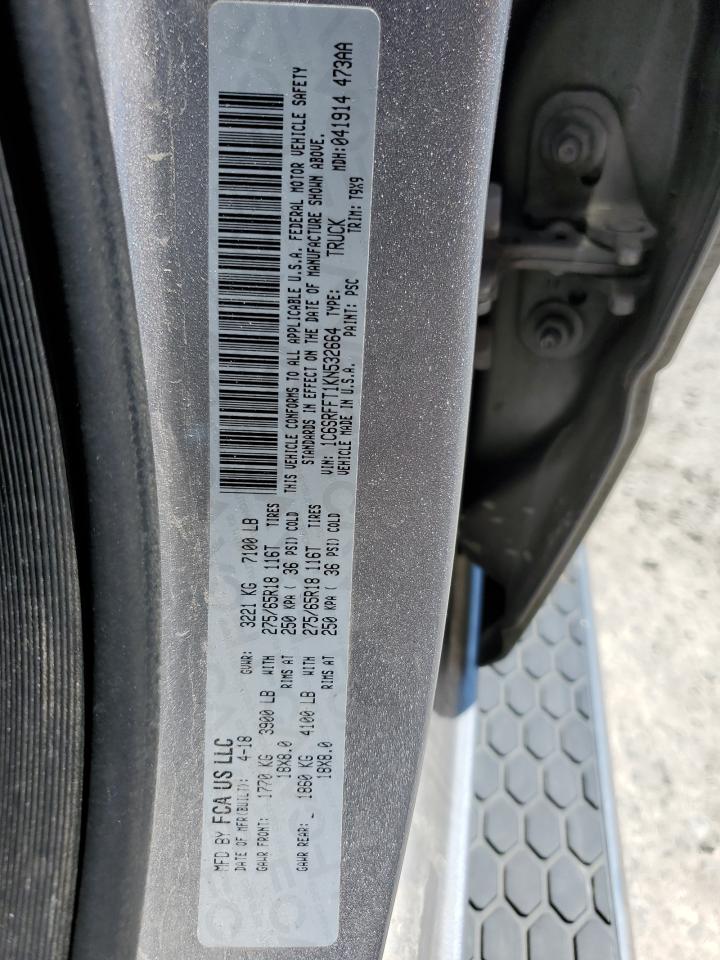 MFD BY FCA US LLC
DATE OF MFR(BUILT): 4-18 GVWR: 3221 KG 7100 LB
GAWR FRONT: 1770 KG 3900 LB WITH 275/65R18 116T TIRES
18X8.0 RIMS AT 250 KPA ( 36 PSI) COLD
GAWR REAR: 1860 KG 4100 LB WITH 275/65R18 116T TIRES
18X8.0 RIMS AT 250 KPA ( 36 PSI) COLD
THIS VEHICLE CONFORMS TO ALL APPLICABLE U.S.A. FEDERAL MOTOR VEHICLE SAFETY
STANDARDS IN EFFECT ON THE DATE OF MANUFACTURE SHOWN ABOVE.
VIN: 1C6SRFFT1KN532664 TYPE: TRUCK MDH:041914 473AA
VEHICLE MADE IN U.S.A. PAINT: PSC TRIM: T9X9